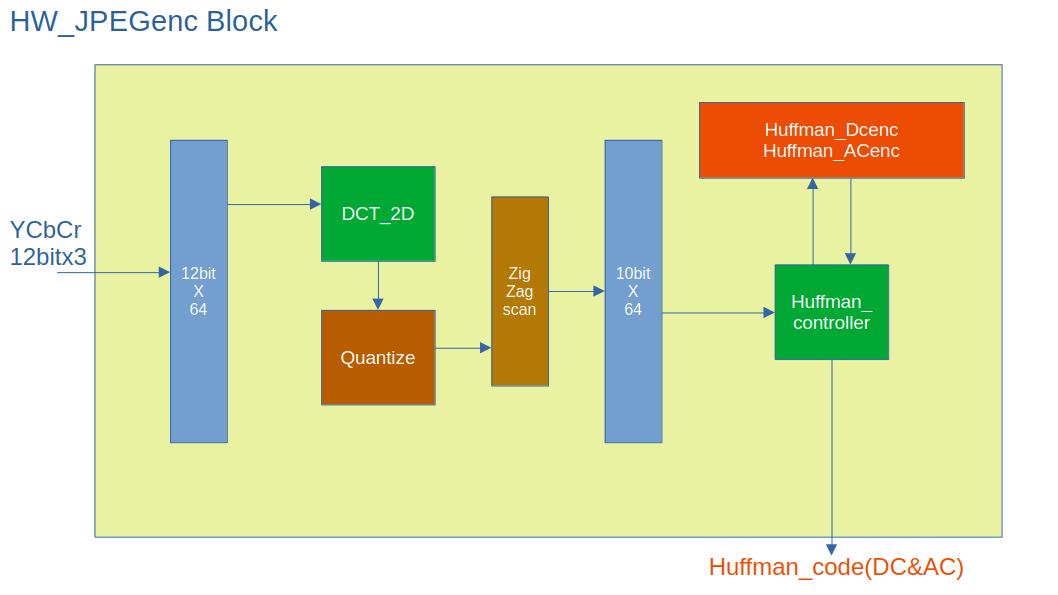 HW_JPEGenc Block
YCbCr
12bitx3
12bit
X
64
DCT_2D
Quantize
Zig
Zag
scan
10bit
X
64
Huffman_Dcenc
Huffman_ACenc
Huffman_
controller
Huffman_code(DC&AC)